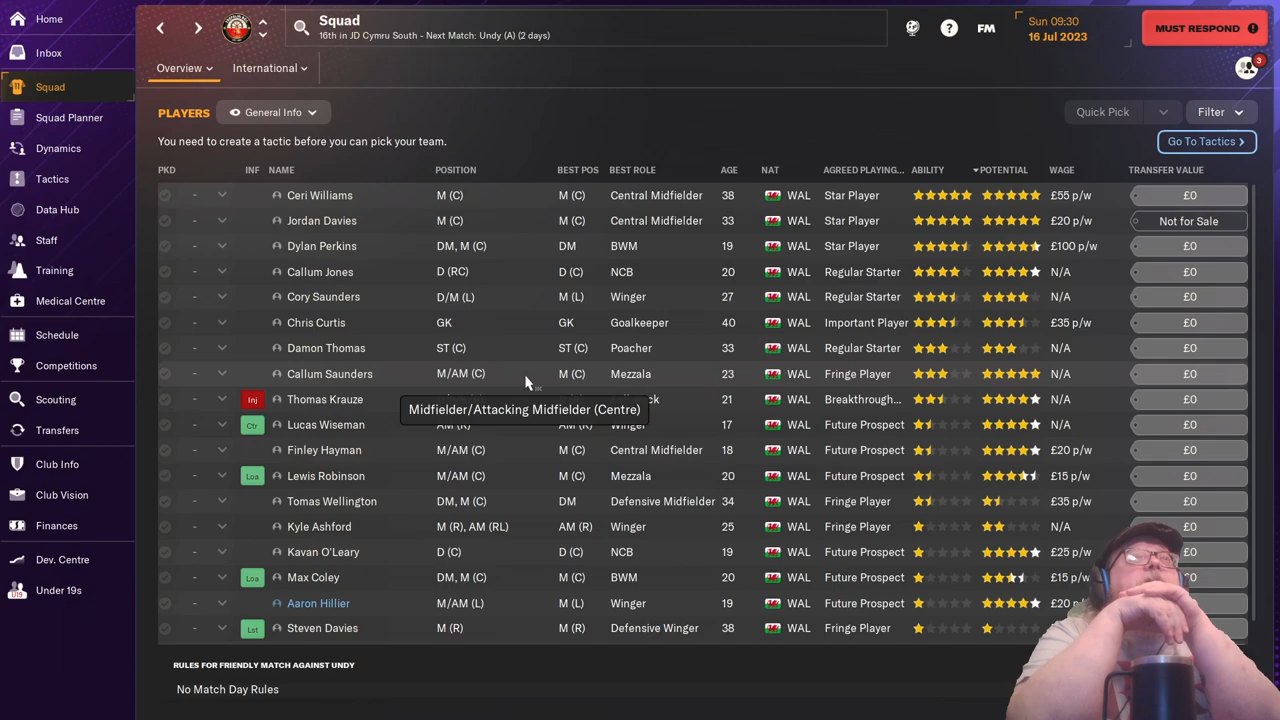 Home
Inbox
Squad
Squad Planner
Dynamics
Tactics
Data Hub
Staff
Training
Medical Centre
Schedule
Competitions
Scouting
Transfers
Club Info
Club Vision
Finances
Dev. Centre
Under 19s
Squad
16th in JD Cymru South - Next Match: Undy (A) (2 days)
FM
Sun 09:30
16 Jul 2023
MUST RESPOND
3
Overview
International
PLAYERS
General Info
Quick Pick
Filter
You need to create a tactic before you can pick your team.
Go To Tactics
PKD INF NAME POSITION BEST POS BEST ROLE AGE NAT AGREED PLAYING... ABILITY POTENTIAL WAGE TRANSFER VALUE
- Ceri Williams M (C) M (C) Central Midfielder 38 WAL Star Player £55 p/w £0
- Jordan Davies M (C) M (C) Central Midfielder 33 WAL Star Player £20 p/w Not for Sale
- Dylan Perkins DM, M (C) DM BWM 19 WAL Star Player £100 p/w £0
- Callum Jones D (RC) D (C) NCB 20 WAL Regular Starter N/A £0
- Cory Saunders D/M (L) M (L) Winger 27 WAL Regular Starter N/A £0
- Chris Curtis GK GK Goalkeeper 40 WAL Important Player £35 p/w £0
- Damon Thomas ST (C) ST (C) Poacher 33 WAL Regular Starter N/A £0
- Callum Saunders M/AM (C) M (C) Mezzala 23 WAL Fringe Player N/A £0
- Inj Thomas Krauze 21 WAL Breakthrough... N/A £0
Midfielder/Attacking Midfielder (Centre)
- Ctr Lucas Wiseman AM (R) AM (R) Winger 17 WAL Future Prospect N/A £0
- Finley Hayman M/AM (C) M (C) Central Midfielder 18 WAL Future Prospect £20 p/w £0
- Loa Lewis Robinson M/AM (C) M (C) Mezzala 20 WAL Future Prospect £15 p/w £0
- Tomas Wellington DM, M (C) DM Defensive Midfielder 34 WAL Fringe Player £35 p/w £0
- Kyle Ashford M (R), AM (RL) AM (R) Winger 25 WAL Fringe Player N/A £0
- Kavan O'Leary D (C) D (C) NCB 19 WAL Future Prospect £25 p/w £0
- Loa Max Coley DM, M (C) DM BWM 20 WAL Future Prospect £15 p/w
- Aaron Hillier M/AM (L) M (L) Winger 19 WAL Future Prospect £20 £0
- Lst Steven Davies M (R) M (R) Defensive Winger 38 WAL Fringe Player £0
RULES FOR FRIENDLY MATCH AGAINST UNDY
No Match Day Rules